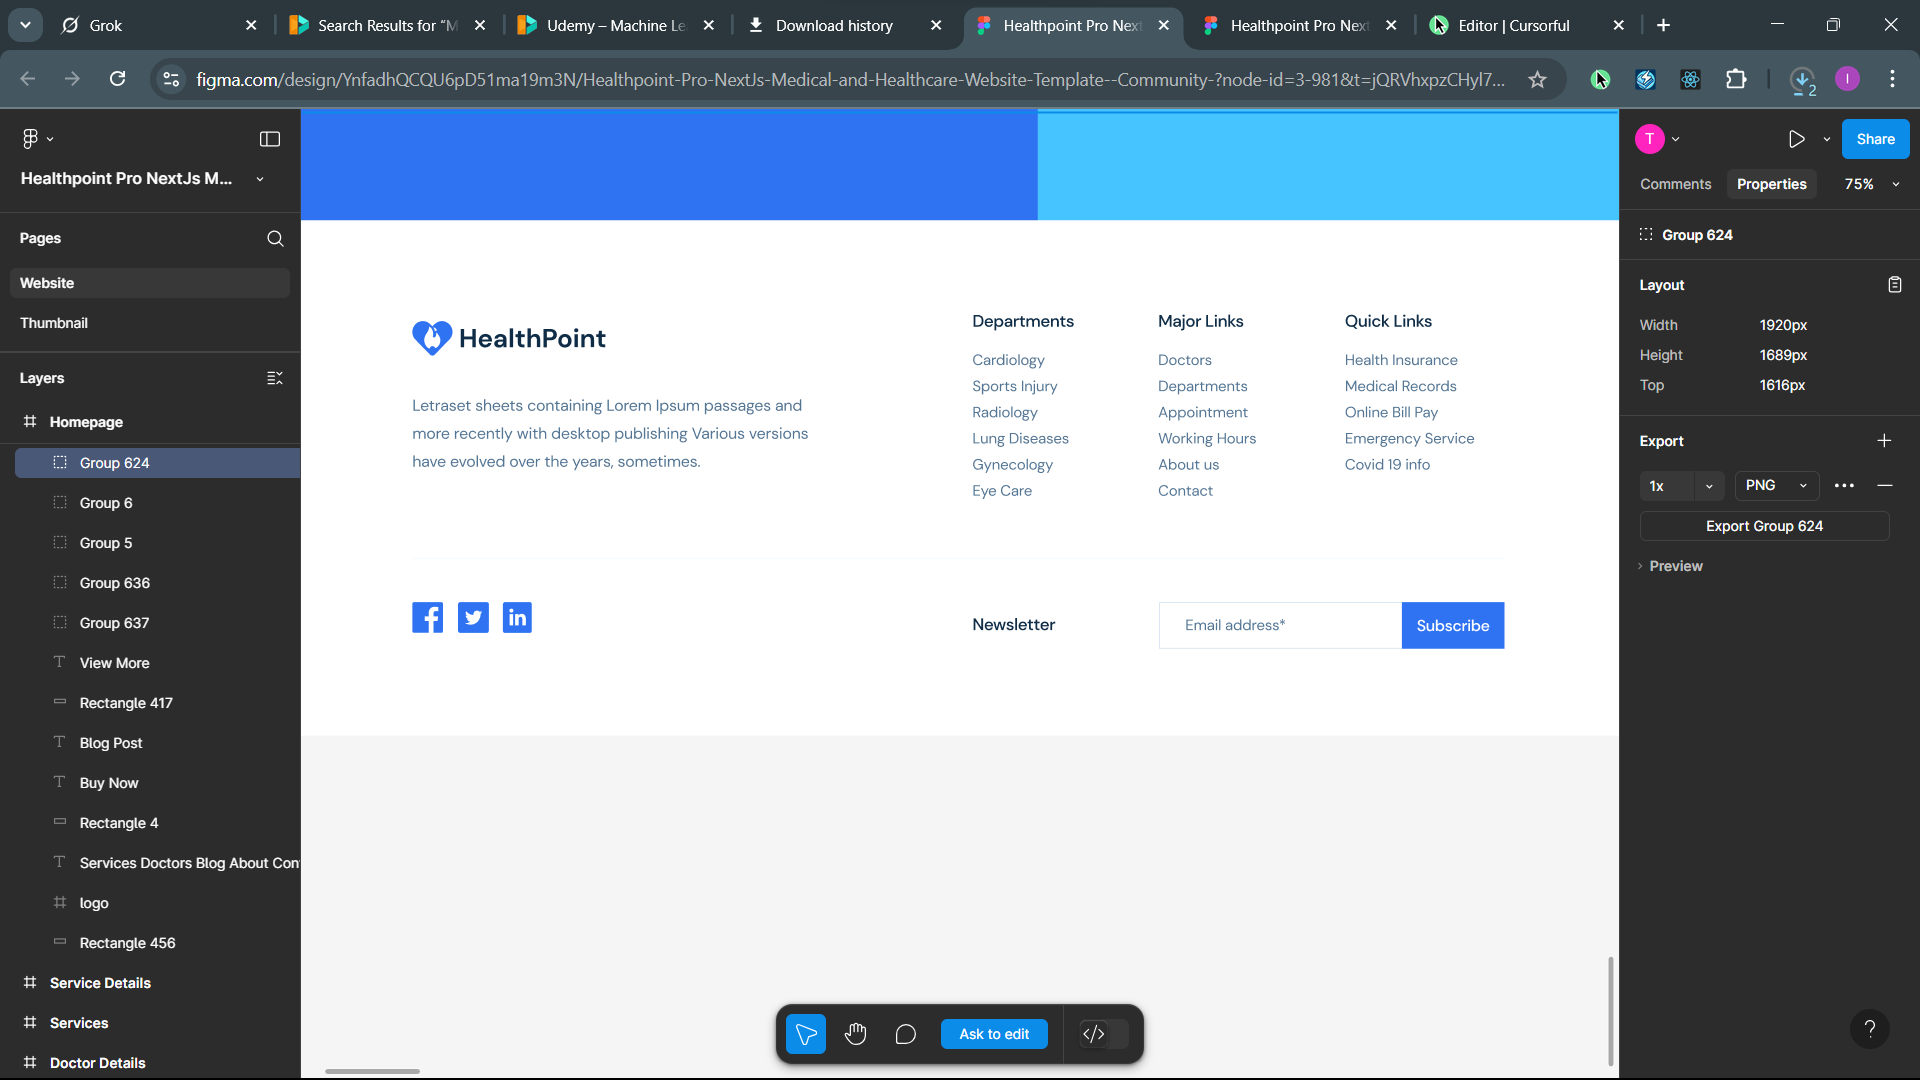 Grok
Search Results for “M
Udemy – Machine Le
Download history
Healthpoint Pro Next
Healthpoint Pro Next
Editor | Cursorful
figma.com/design/YnfadhQCQU6pD51ma19m3N/Healthpoint-Pro-NextJs-Medical-and-Healthcare-Website-Template--Community-?node-id=3-981&t=jQRVhxpzCHyl7...
2
I
Healthpoint Pro NextJs M...
Pages
Website
Thumbnail
Layers
Homepage
Group 624
Group 6
Group 5
Group 636
Group 637
View More
Rectangle 417
Blog Post
Buy Now
Rectangle 4
Services Doctors Blog About Con
logo
Rectangle 456
Service Details
Services
Doctor Details
HealthPoint
Letraset sheets containing Lorem Ipsum passages and
more recently with desktop publishing Various versions
have evolved over the years, sometimes.
Departments
Cardiology
Sports Injury
Radiology
Lung Diseases
Gynecology
Eye Care
Major Links
Doctors
Departments
Appointment
Working Hours
About us
Contact
Quick Links
Health Insurance
Medical Records
Online Bill Pay
Emergency Service
Covid 19 info
in
Newsletter
Email address*
Subscribe
Ask to edit
T
Share
Comments
Properties
75%
Group 624
Layout
Width 1920px
Height 1689px
Top 1616px
Export
1x
PNG
Export Group 624
Preview
?